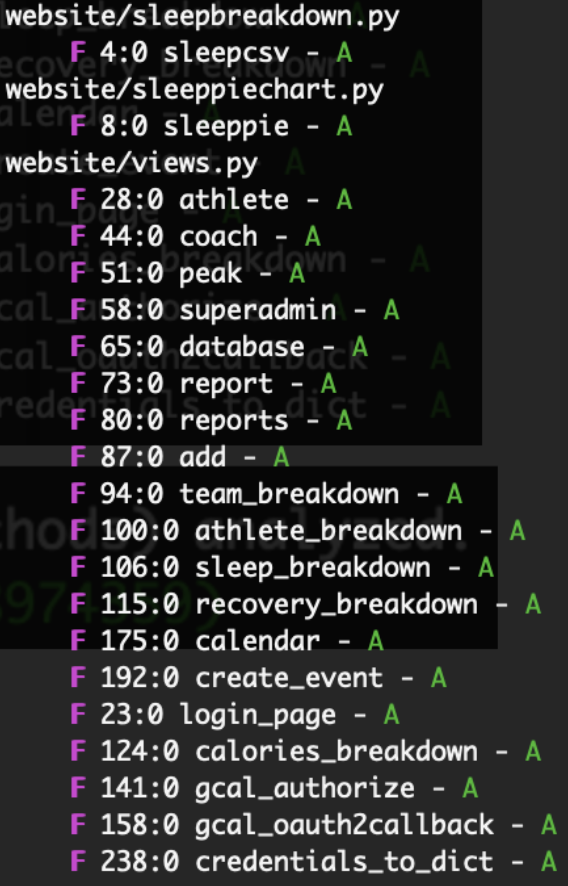 website/sleepbreakdown.py
F 4:0 sleepcsv - A
website/sleeppiechart.py
F 8:0 sleeppie - A
website/views.py
F 28:0 athlete - A
F 44:0 coach - A
F 51:0 peak - A
F 58:0 superadmin - A
F 65:0 database - A
F 73:0 report - A
F 80:0 reports - A
F 87:0 add - A
F 94:0 team_breakdown - A
F 100:0 athlete_breakdown - A
F 106:0 sleep_breakdown - A
F 115:0 recovery_breakdown - A
F 175:0 calendar - A
F 192:0 create_event - A
F 23:0 login_page - A
F 124:0 calories_breakdown - A
F 141:0 gcal_authorize - A
F 158:0 gcal_oauth2callback - A
F 238:0 credentials_to_dict - A